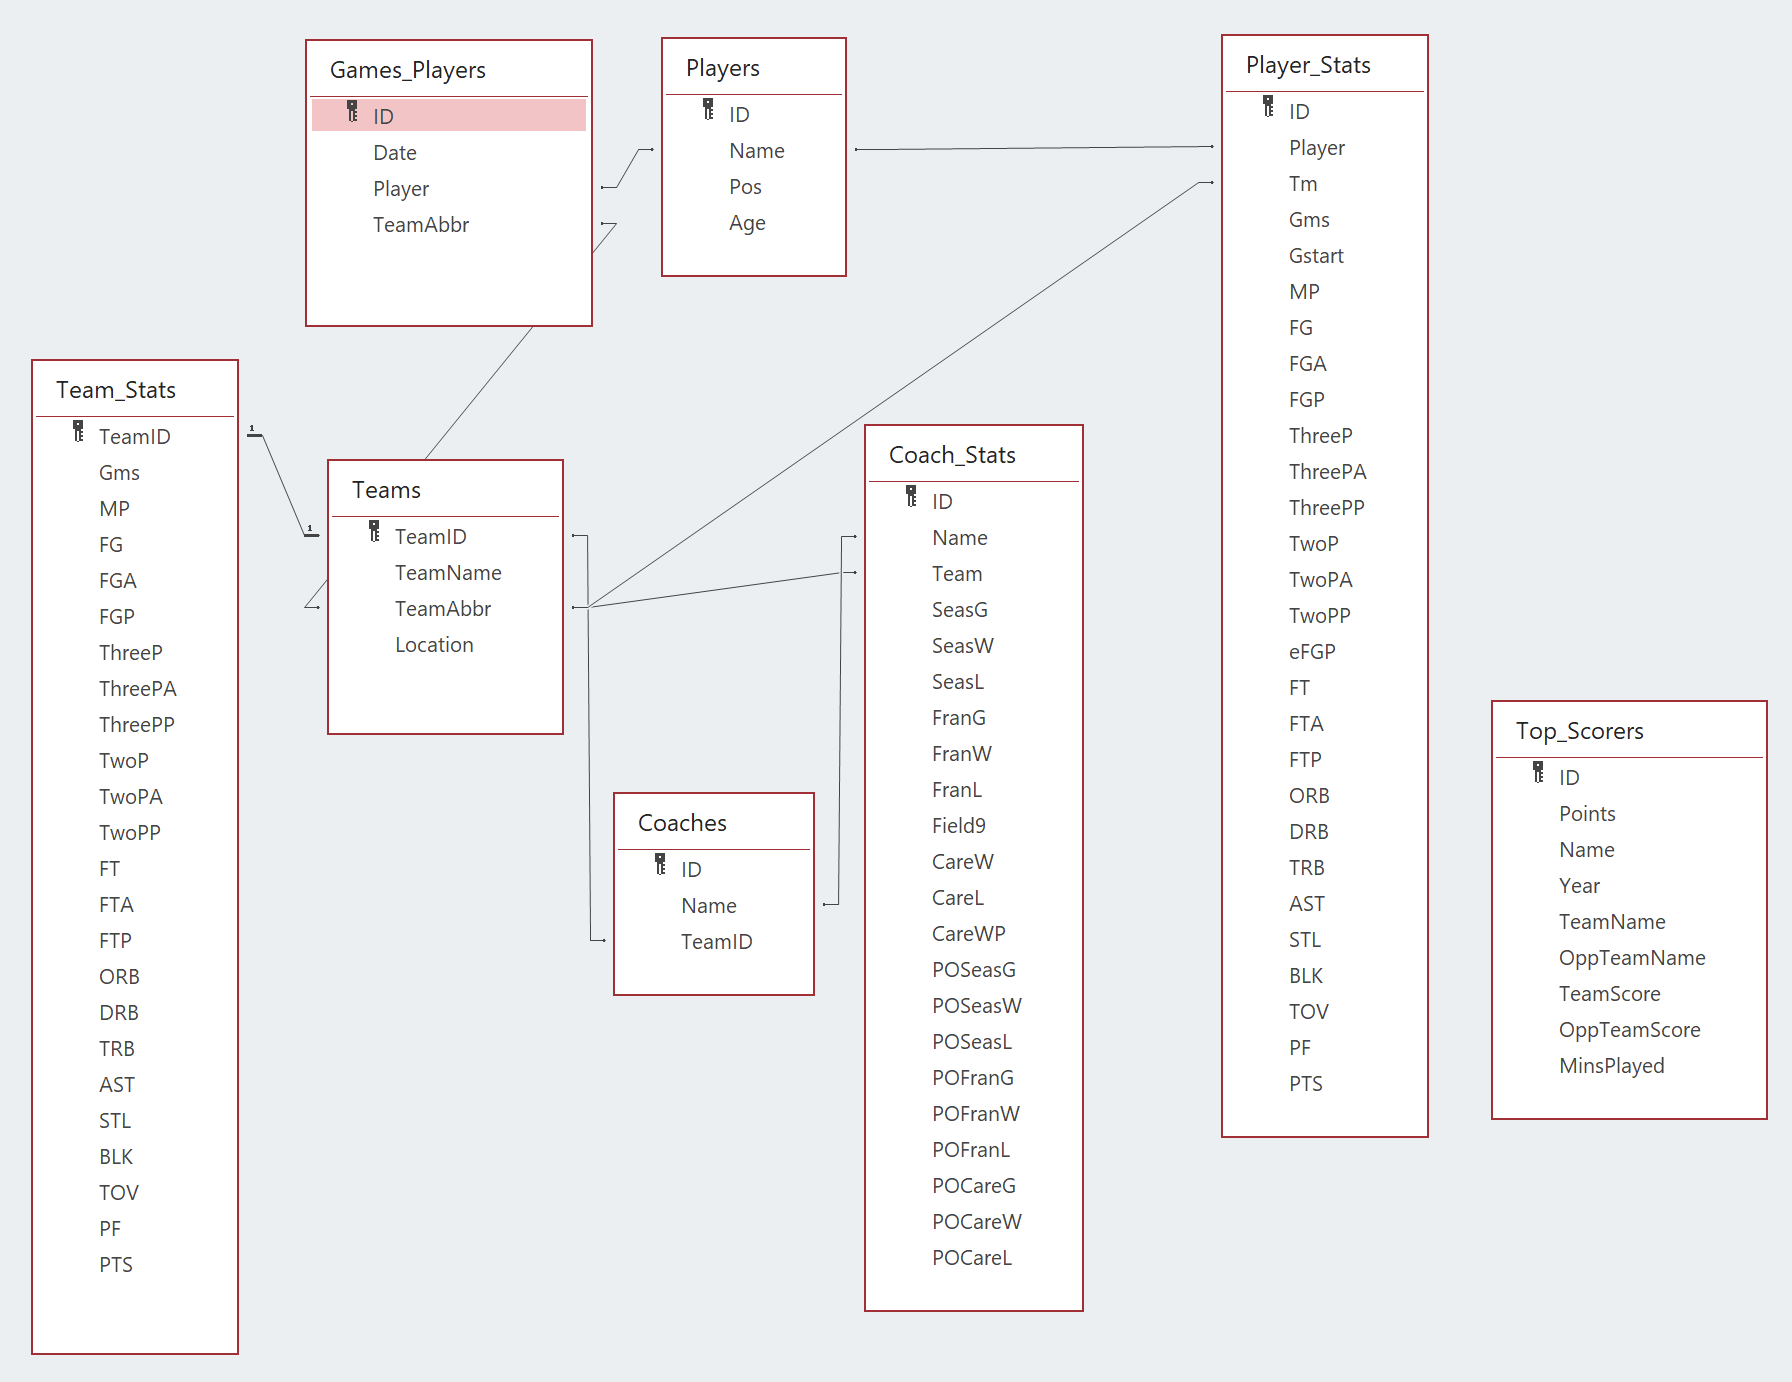 Games_Players
ID
Date
Player
TeamAbbr
Players
ID
Name
Pos
Age
Player_Stats
ID
Player
Tm
Gms
Gstart
MP
FG
FGA
FGP
ThreeP
ThreePA
ThreePP
TwoP
TwoPA
TwoPP
eFGP
FT
FTA
FTP
ORB
DRB
TRB
AST
STL
BLK
TOV
PF
PTS
Team_Stats
TeamID
Gms
MP
FG
FGA
FGP
ThreeP
ThreePA
ThreePP
TwoP
TwoPA
TwoPP
FT
FTA
FTP
ORB
DRB
TRB
AST
STL
BLK
TOV
PF
PTS
1
1
Teams
TeamID
TeamName
TeamAbbr
Location
Coaches
ID
Name
TeamID
Coach_Stats
ID
Name
Team
SeasG
SeasW
SeasL
FranG
FranW
FranL
Field9
CareW
CareL
CareWP
POSeasG
POSeasW
POSeasL
POFranG
POFranW
POFranL
POCareG
POCareW
POCareL
Top_Scorers
ID
Points
Name
Year
TeamName
OppTeamName
TeamScore
OppTeamScore
MinsPlayed